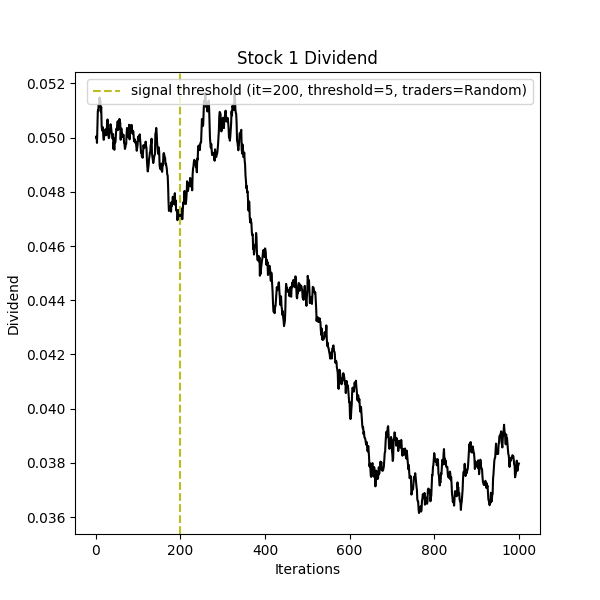 Stock 1 Dividend
signal threshold (it=200, threshold=5, traders=Random)
0.052
0.050
0.048
0.046
0.044
0.042
0.040
0.038
0.036
Dividend
0 200 400 600 800 1000
Iterations